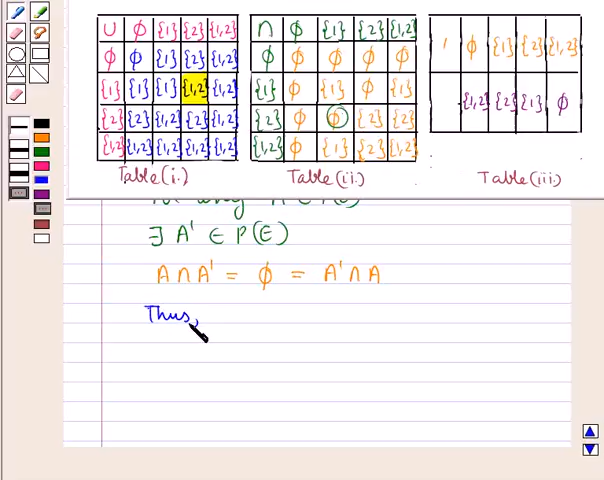 ∪ ϕ {1} {2} {1,2}
ϕ ϕ {1} {2} {1,2}
{1} {1} {1} {1,2} {1,2}
{2} {2} {1,2} {2} {1,2}
{1,2} {1,2} {1,2} {1,2} {1,2}
Table(i.)
∩ ϕ {1} {2} {1,2}
ϕ ϕ ϕ ϕ ϕ
{1} ϕ {1} ϕ {1}
{2} ϕ ϕ {2} {2}
{1,2} ϕ {1} {2} {1,2}
Table(ii.)
' ϕ {1} {2} {1,2}
{1,2} {2} {1} ϕ
Table(iii.)
∃ A' ∈ P(E)
A ∩ A' = ϕ = A' ∩ A
Thus,